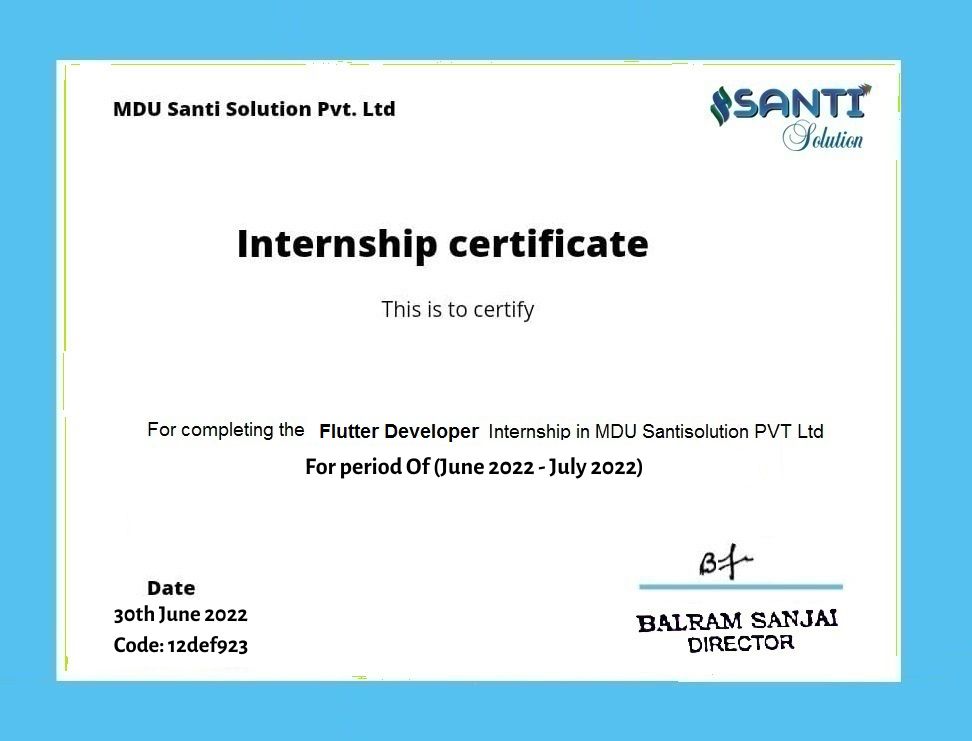 MDU Santi Solution Pvt. Ltd
SANTI
Solution
Internship certificate
This is to certify
For completing the Flutter Developer Internship in MDU Santisolution PVT Ltd
For period Of (June 2022 - July 2022)
Date
30th June 2022
Code: 12def923
BALRAM SANJAI
DIRECTOR